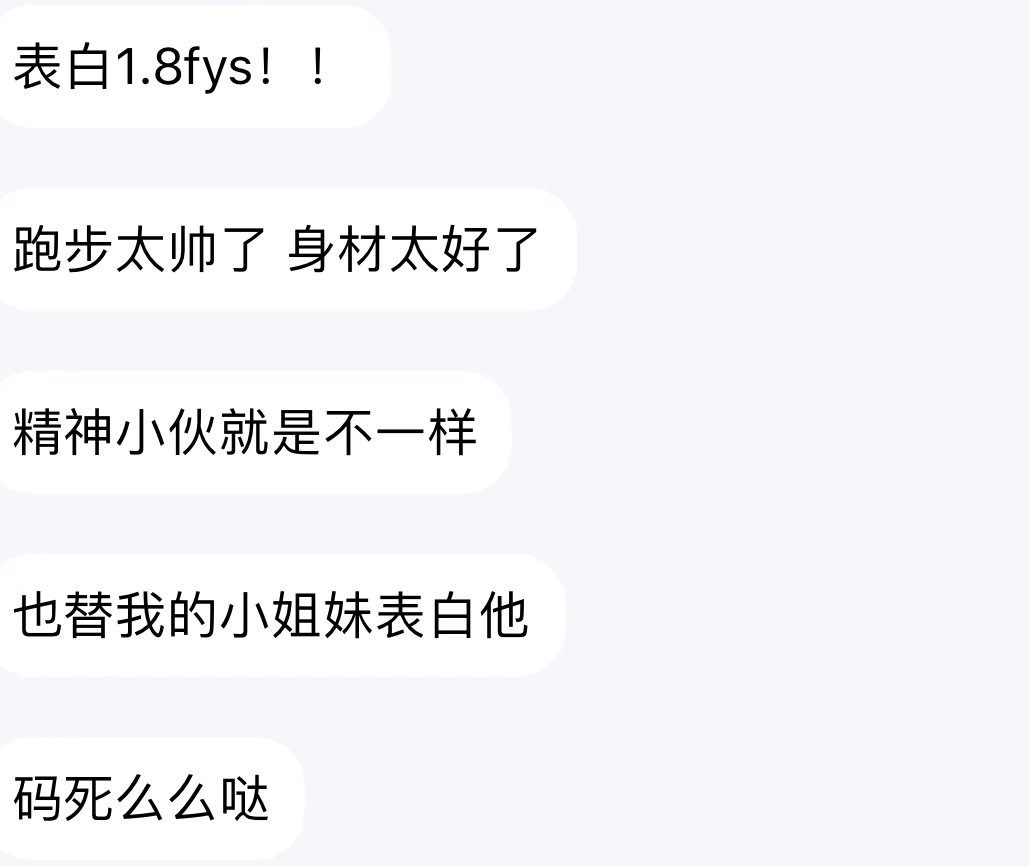 表白1.8fys！！
跑步太帅了 身材太好了
精神小伙就是不一样
也替我的小姐妹表白他
码死么么哒